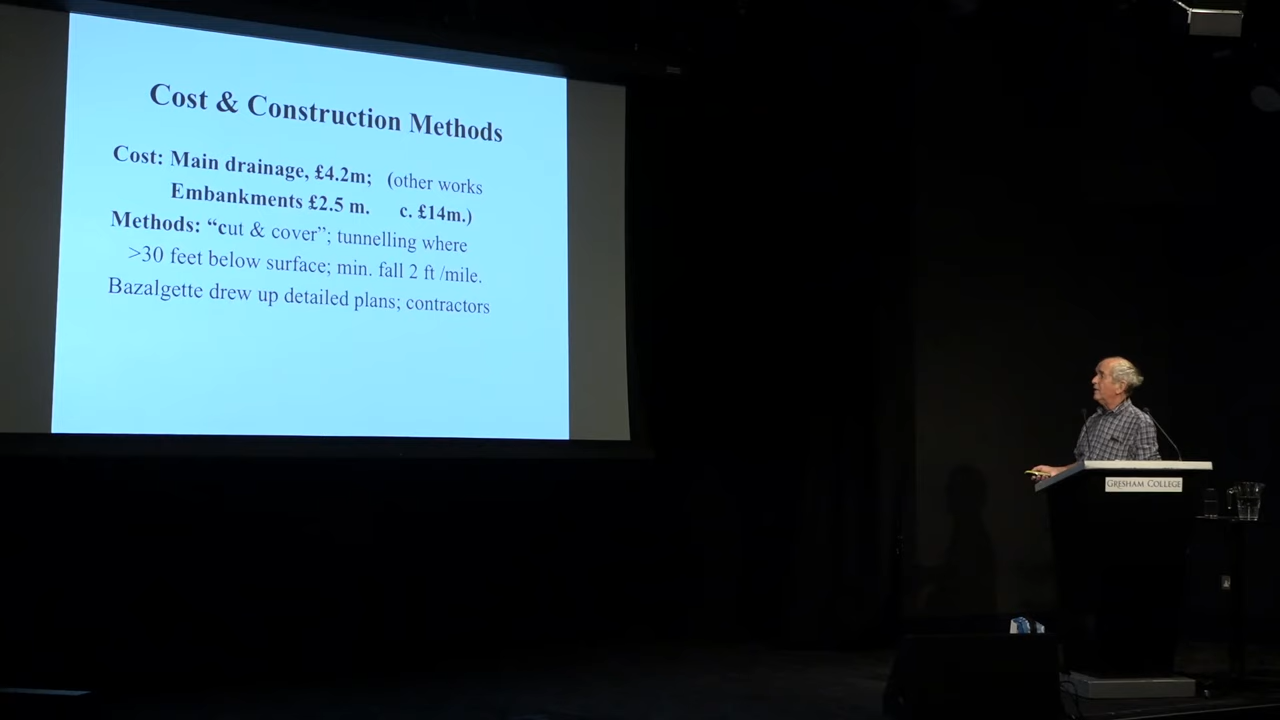 Cost & Construction Methods
Cost: Main drainage, £4.2m; (other works
Embankments £2.5 m. c. £14m.)
Methods: “cut & cover”; tunnelling where
>30 feet below surface; min. fall 2 ft /mile.
Bazalgette drew up detailed plans; contractors
GRESHAM COLLEGE